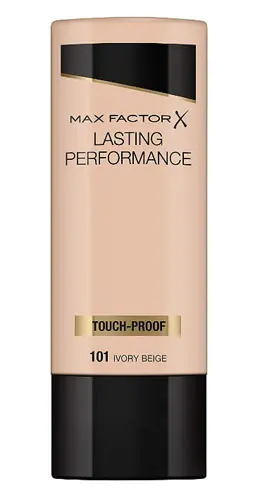 MAX FACTOR X
LASTING
PERFORMANCE
TOUCH-PROOF
101 IVORY BEIGE